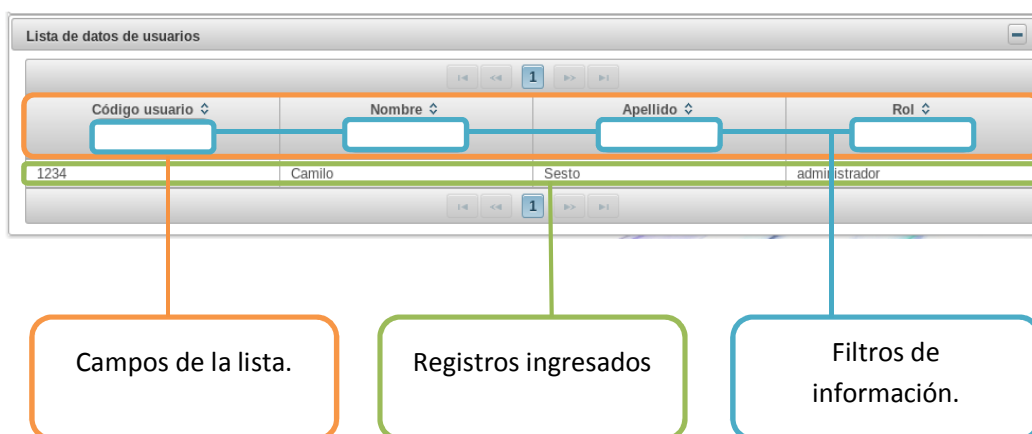 Lista de datos de usuarios
1
Código usuario Nombre Apellido Rol
1234 Camilo Sesto administrador
1
Campos de la lista. Registros ingresados Filtros de
información.